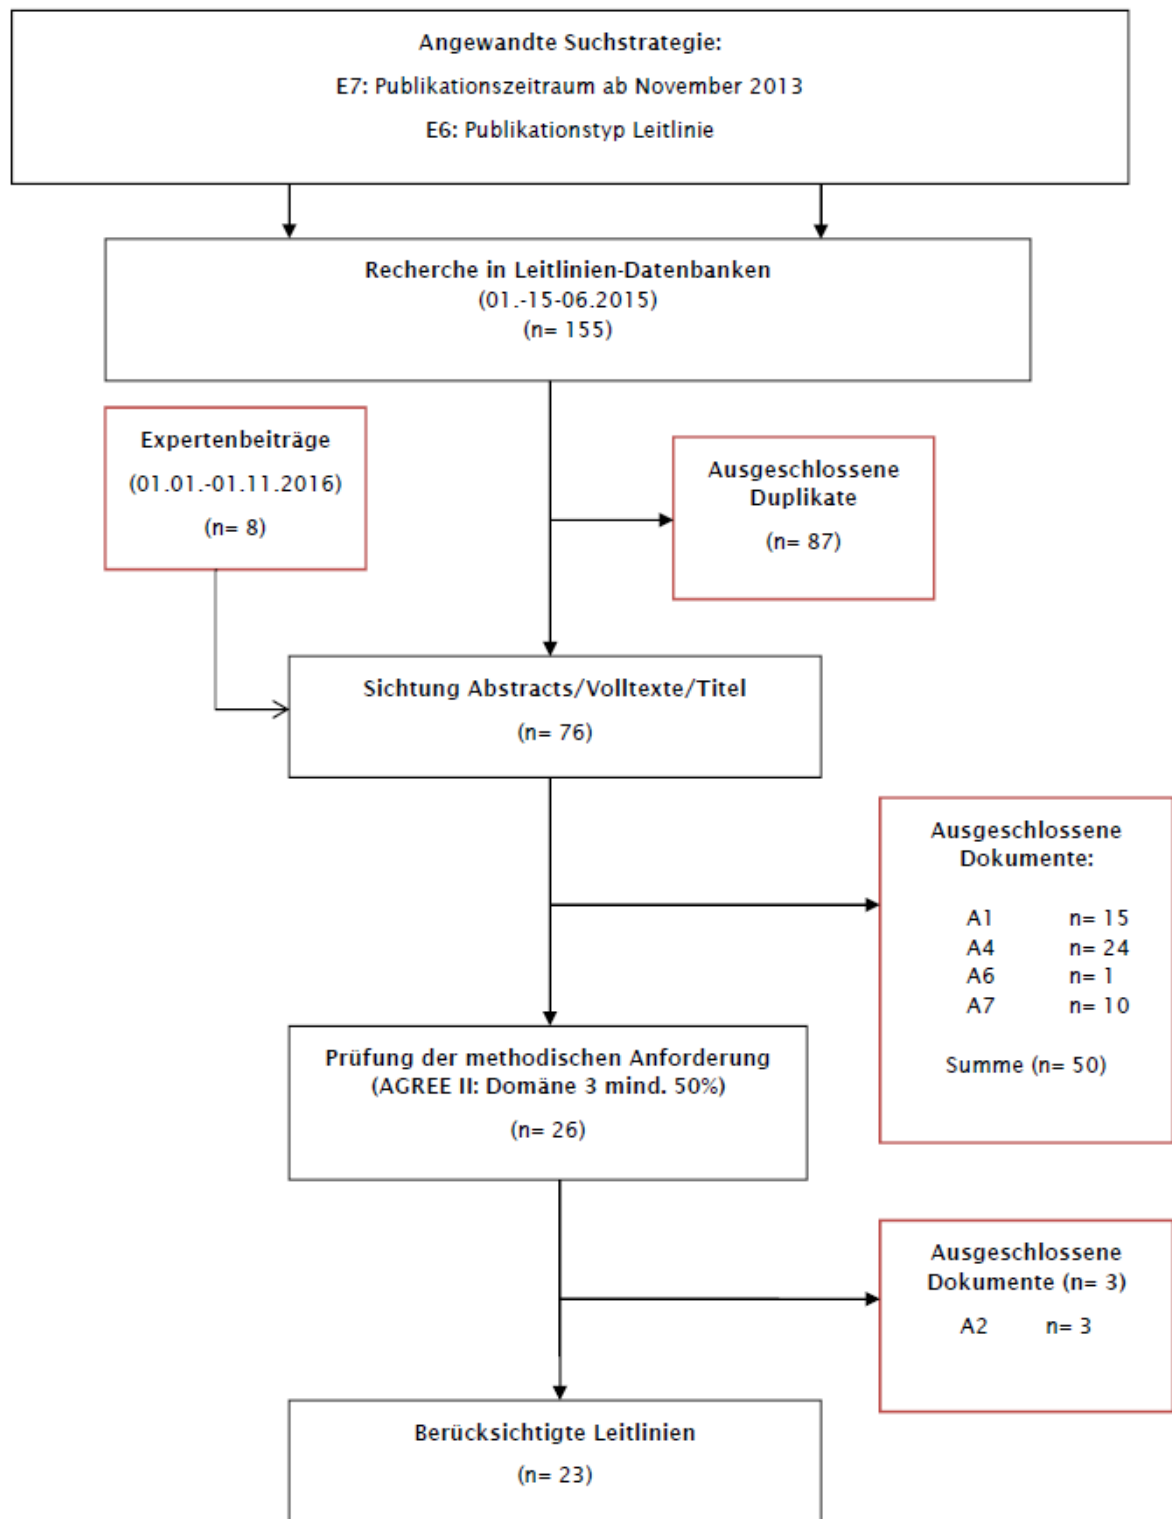 Angewandte Suchstrategie:
E7: Publikationszeitraum ab November 2013
E6: Publikationstyp Leitlinie
Recherche in Leitlinien-Datenbanken
(01.-15-06.2015)
(n= 155)
Expertenbeiträge
(01.01.-01.11.2016)
(n= 8)
Ausgeschlossene
Duplikate
(n= 87)
Sichtung Abstracts/Volltexte/Titel
(n= 76)
Ausgeschlossene
Dokumente:
A1 n= 15
A4 n= 24
A6 n= 1
A7 n= 10
Summe (n= 50)
Prüfung der methodischen Anforderung
(AGREE II: Domäne 3 mind. 50%)
(n= 26)
Ausgeschlossene
Dokumente (n= 3)
A2 n= 3
Berücksichtigte Leitlinien
(n= 23)